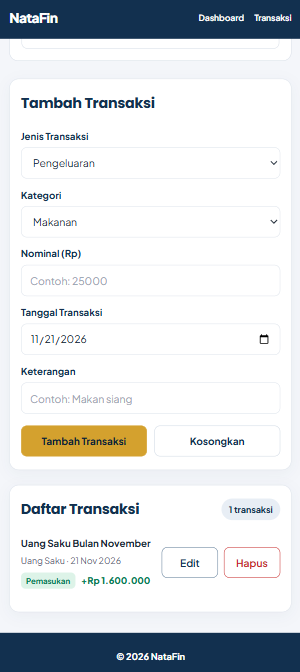 NataFin Dashboard Transaksi
Tambah Transaksi
Jenis Transaksi
Pengeluaran
Kategori
Makanan
Nominal (Rp)
Contoh: 25000
Tanggal Transaksi
11/21/2026
Keterangan
Contoh: Makan siang
Tambah Transaksi Kosongkan
Daftar Transaksi 1 transaksi
Uang Saku Bulan November
Uang Saku · 21 Nov 2026
Pemasukan +Rp 1.600.000
Edit Hapus
© 2026 NataFin